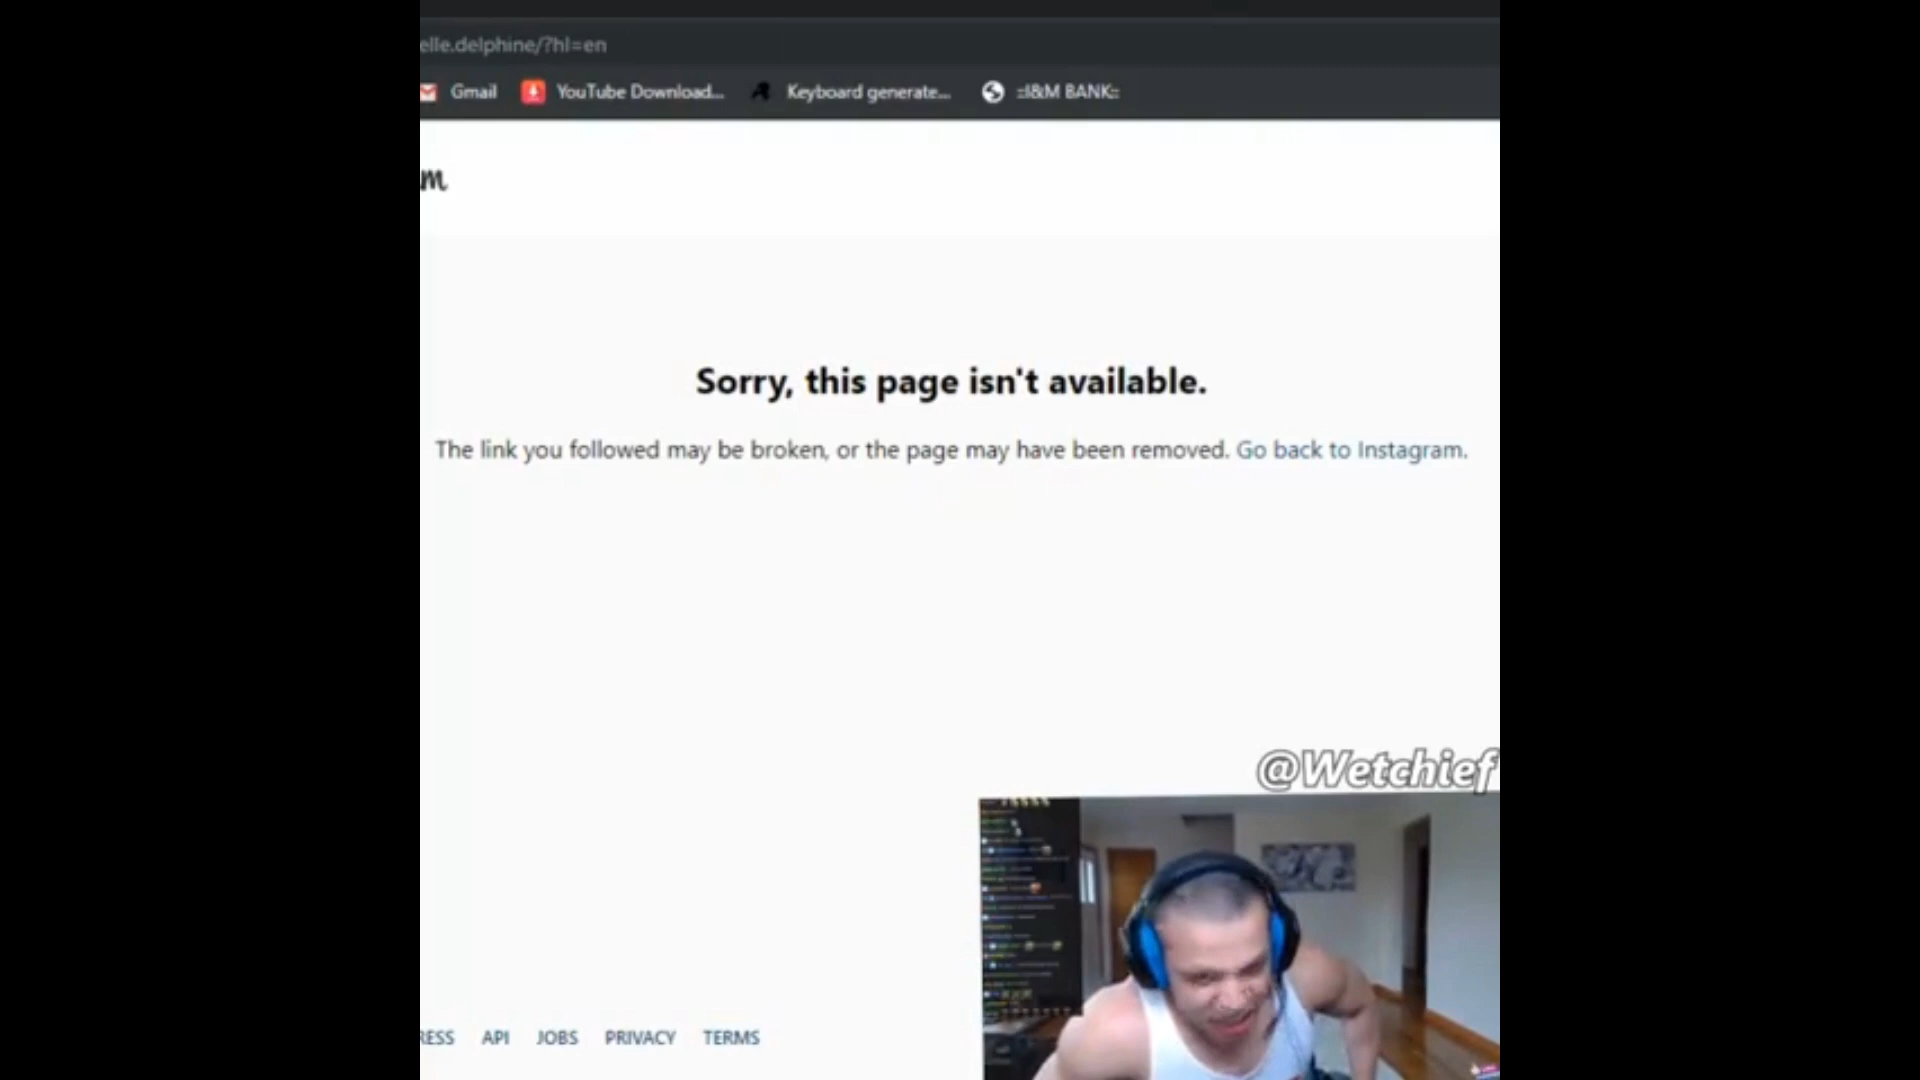 elle.delphine/?hl=en
Gmail YouTube Download... Keyboard generate... ::I&M BANK::
m
Sorry, this page isn't available.
The link you followed may be broken, or the page may have been removed. Go back to Instagram.
@Wetchief
RESS API JOBS PRIVACY TERMS